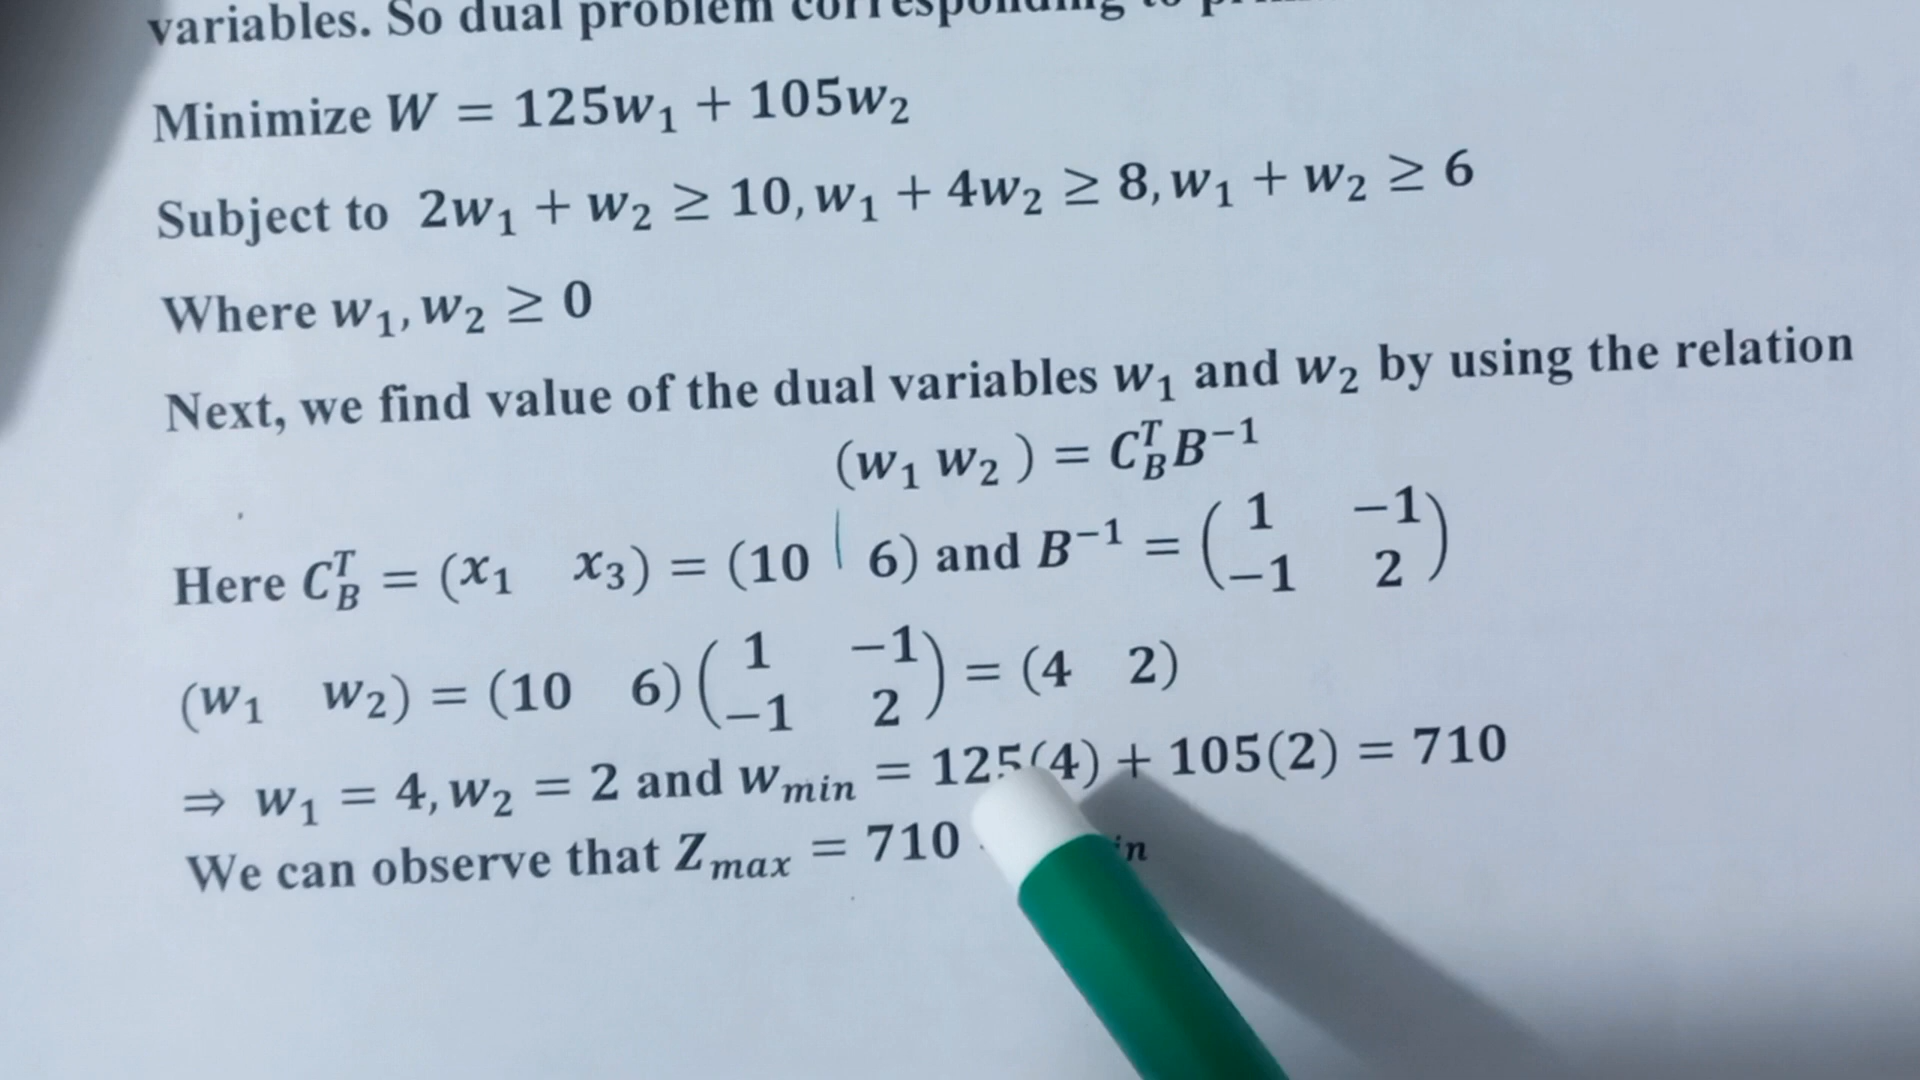 variables. So dual problem corresponding to
Minimize W = 125w₁ + 105w₂
Subject to 2w₁ + w₂ ≥ 10, w₁ + 4w₂ ≥ 8, w₁ + w₂ ≥ 6
Where w₁, w₂ ≥ 0
Next, we find value of the dual variables w₁ and w₂ by using the relation
(w₁ w₂ ) = C_B^T B⁻¹
Here C_B^T = (x₁ x₃) = (10 6) and B⁻¹ = (1 −1 −1 2)
(w₁ w₂) = (10 6) (1 −1 −1 2) = (4 2)
⇒ w₁ = 4, w₂ = 2 and w_min = 125(4) + 105(2) = 710
We can observe that Z_max = 710